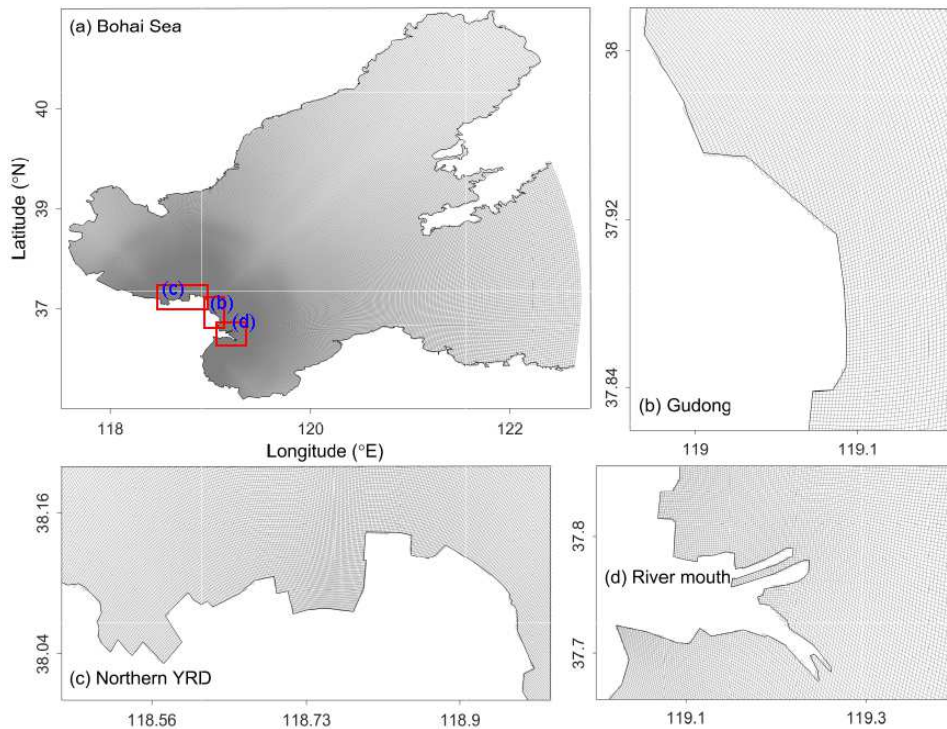 (a) Bohai Sea
40
39
37
Latitude (°N)
(c)
(b)
(d)
118
120
122
Longitude (°E)
38
37.92
37.84
(b) Gudong
119
119.1
38.16
38.04
(c) Northern YRD
118.56
118.73
118.9
37.8
(d) River mouth
37.7
119.1
119.3